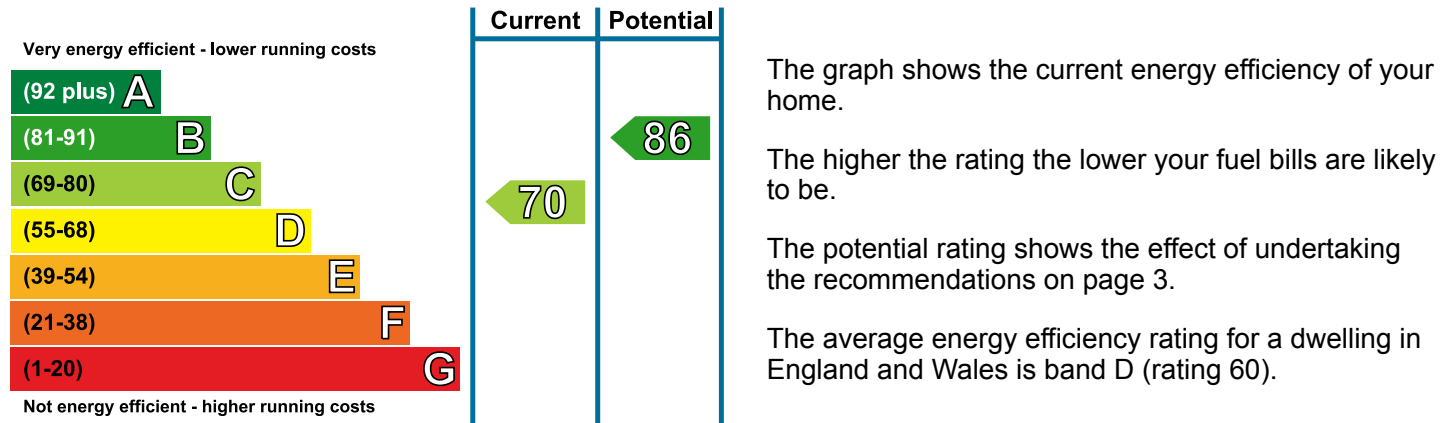 Current Potential
Very energy efficient - lower running costs
(92 plus) A
(81-91) B
86
(69-80) C
70
(55-68) D
(39-54) E
(21-38) F
(1-20) G
Not energy efficient - higher running costs
The graph shows the current energy efficiency of your
home.
The higher the rating the lower your fuel bills are likely
to be.
The potential rating shows the effect of undertaking
the recommendations on page 3.
The average energy efficiency rating for a dwelling in
England and Wales is band D (rating 60).